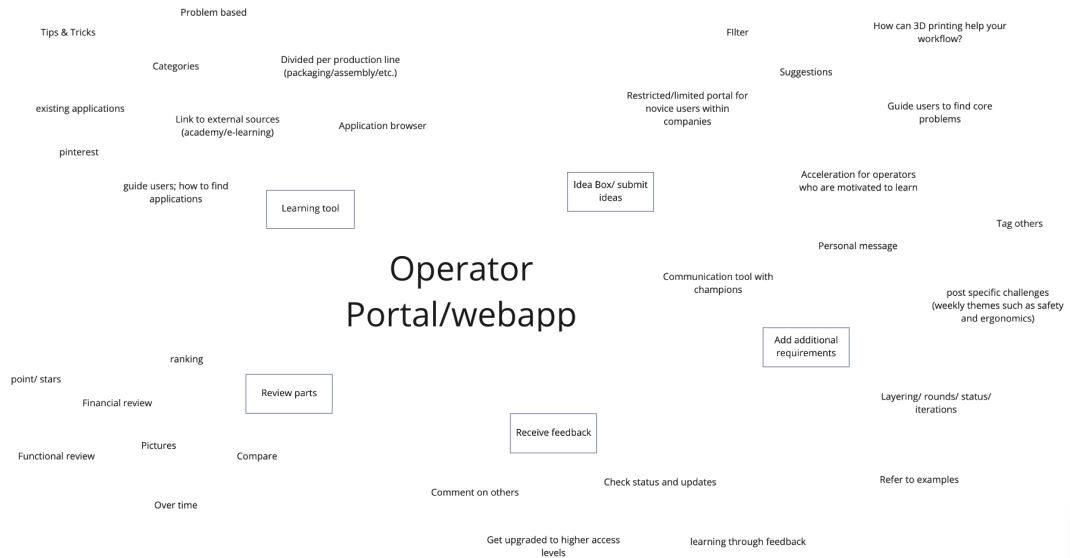 Problem based
Tips & Tricks
Categories
Divided per production line
(packaging/assembly/etc.)
existing applications
Link to external sources
(academy/e-learning)
Application browser
pinterest
guide users; how to find
applications
Learning tool
FIlter
How can 3D printing help your
workflow?
Suggestions
Restricted/limited portal for
novice users within
companies
Guide users to find core
problems
Idea Box/ submit
ideas
Acceleration for operators
who are motivated to learn
Tag others
Personal message
Communication tool with
champions
post specific challenges
(weekly themes such as safety
and ergonomics)
Add additional
requirements
Operator
Portal/webapp
ranking
point/ stars
Financial review
Review parts
Pictures
Functional review
Compare
Over time
Receive feedback
Layering/ rounds/ status/
iterations
Check status and updates
Refer to examples
Comment on others
Get upgraded to higher access
levels
learning through feedback